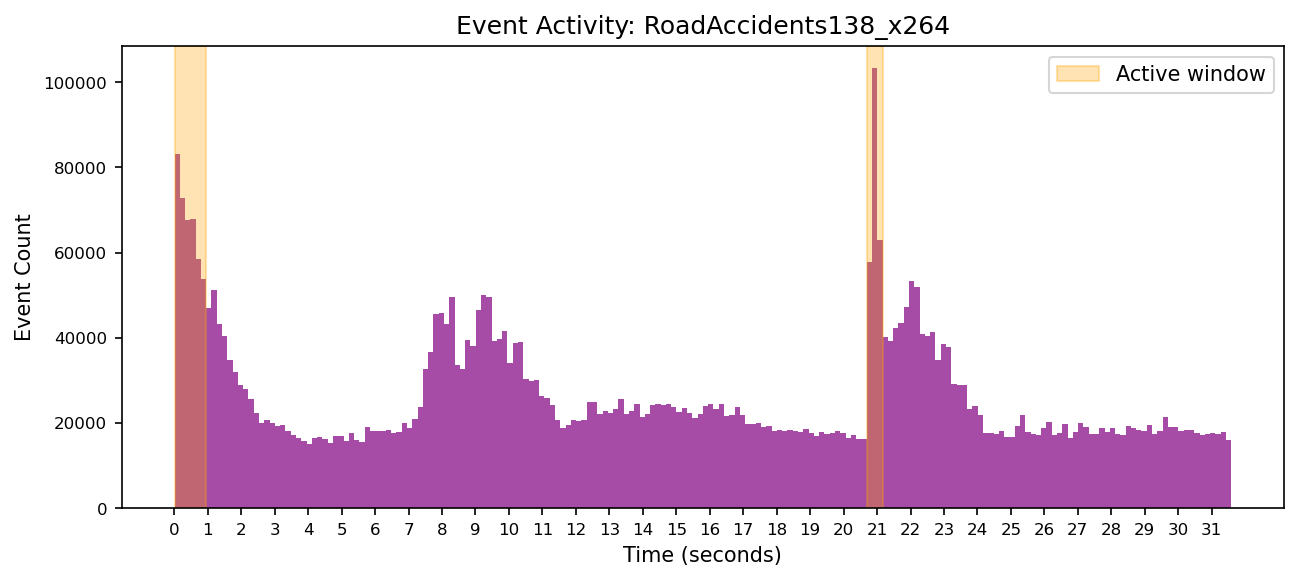 Event Activity: RoadAccidents138_x264
Active window
Event Count
100000
80000
60000
40000
20000
0
0 1 2 3 4 5 6 7 8 9 10 11 12 13 14 15 16 17 18 19 20 21 22 23 24 25 26 27 28 29 30 31
Time (seconds)